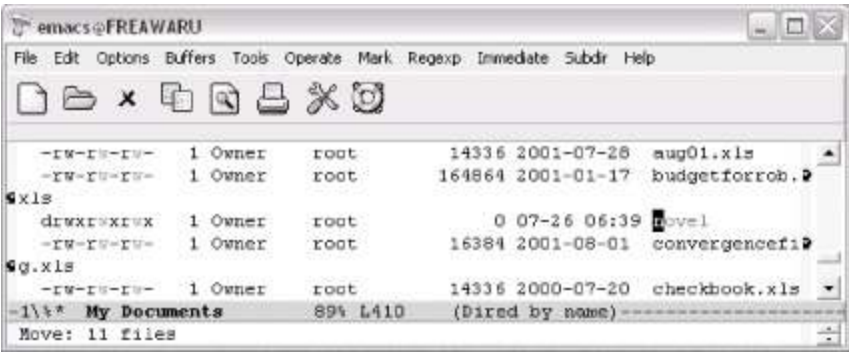 emacs@FREAWARU
File Edit Options Buffers Tools Operate Mark Regexp Immediate Subdir Help
-rw-rw-rw- 1 Owner root 14336 2001-07-28 aug01.xls
-rw-rw-rw- 1 Owner root 164864 2001-01-17 budgetforrob.
xls
drwxrwxrwx 1 Owner root 0 07-26 06:39 novel
-rw-rw-rw- 1 Owner root 16384 2001-08-01 convergencefi
g.xls
-rw-rw-rw- 1 Owner root 14336 2000-07-20 checkbook.xls
-1\%* My Documents 89% L410 (Dired by name)--------------------
Move: 11 files